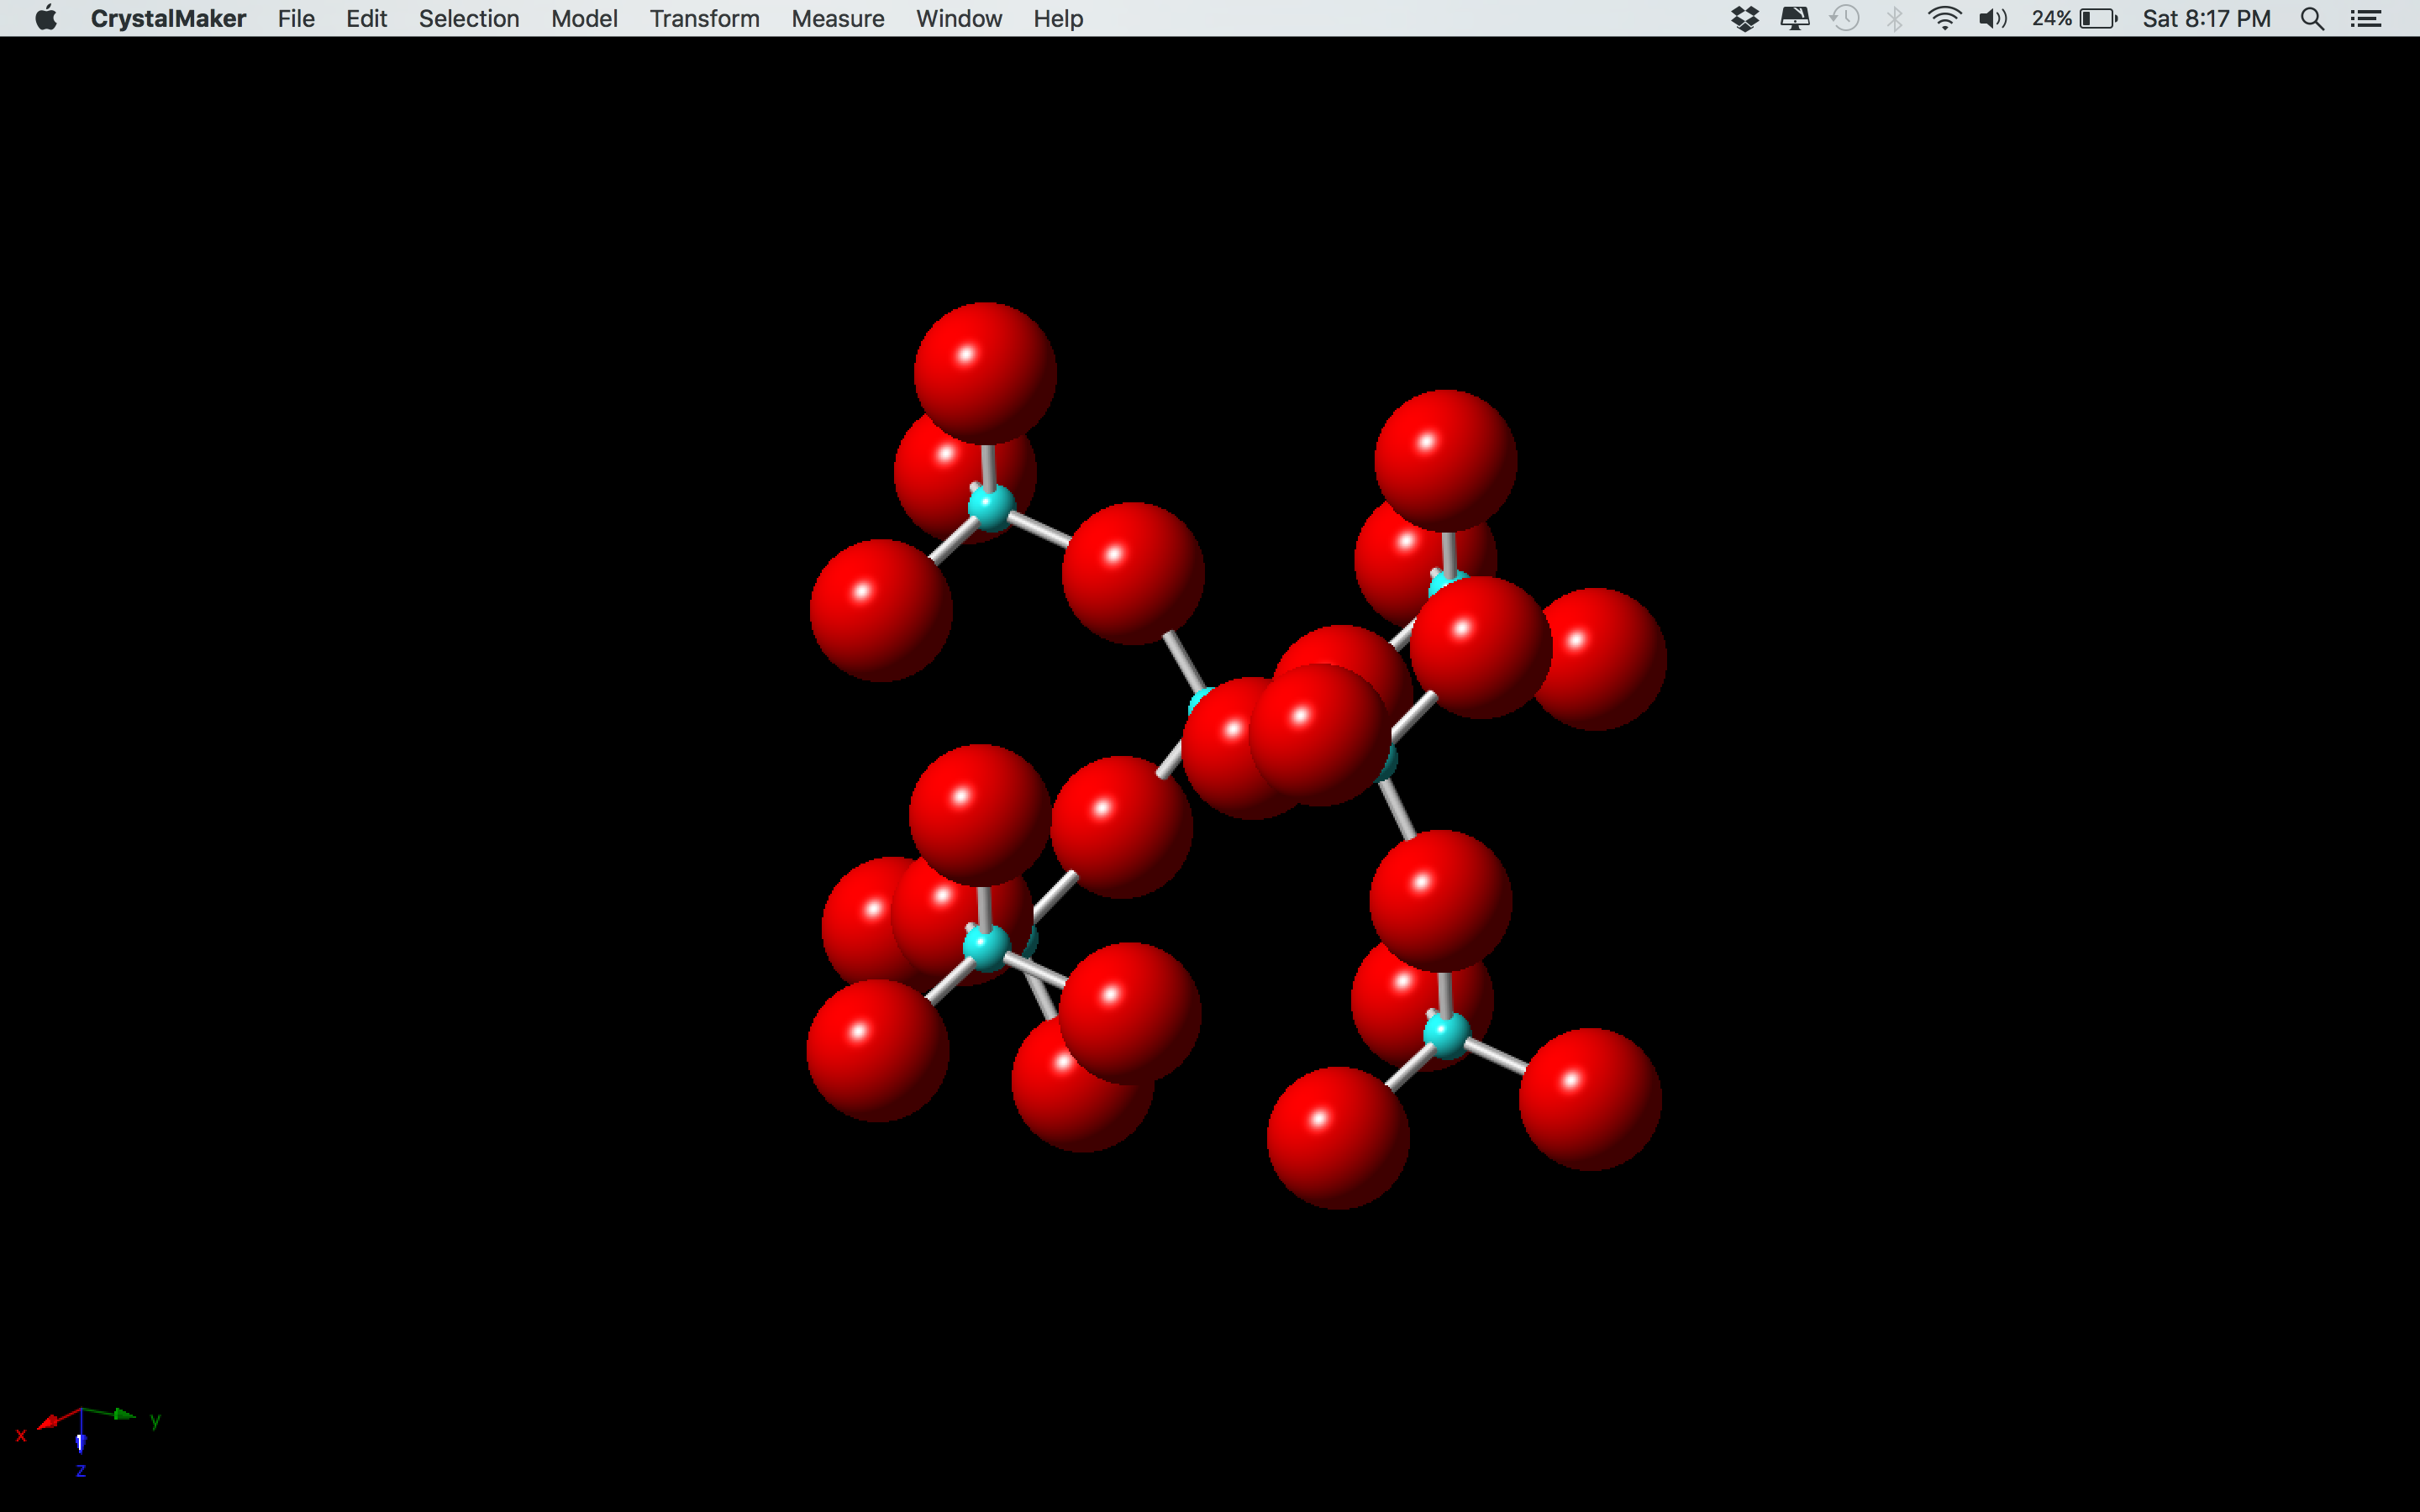 CrystalMaker File Edit Selection Model Transform Measure Window Help 24% Sat 8:17 PM
x
y
z